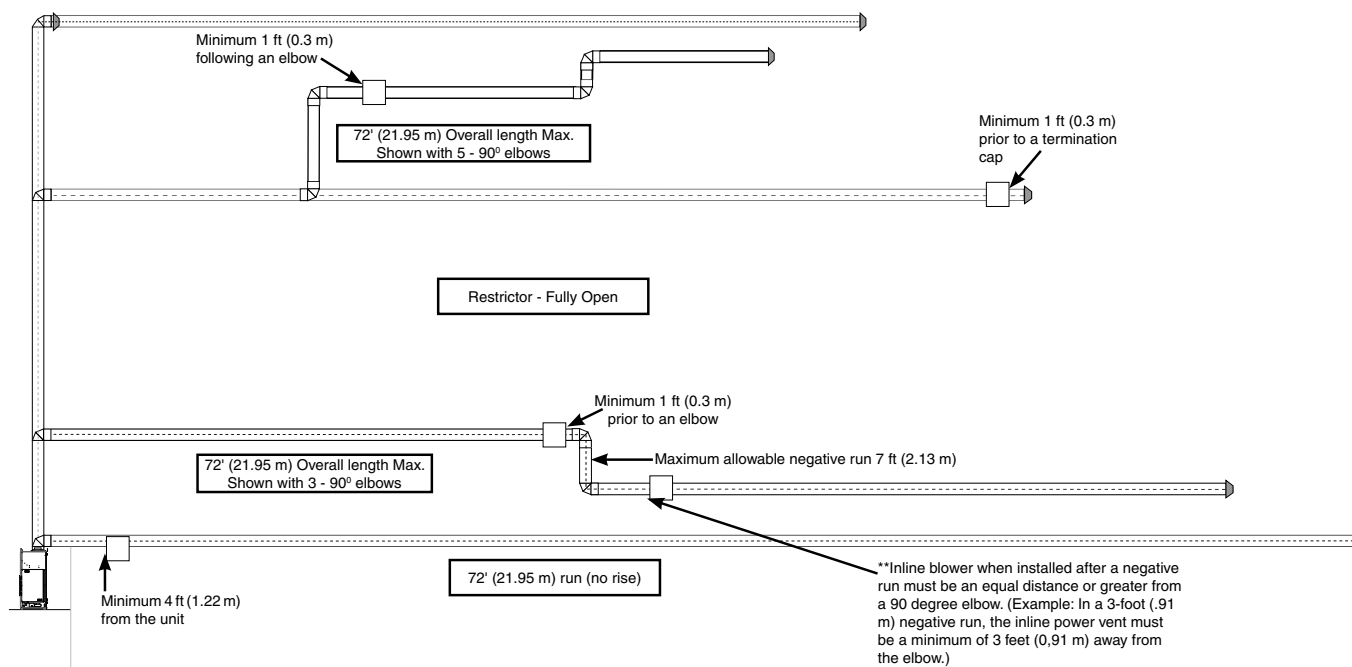 Minimum 1 ft (0.3 m)
following an elbow
72' (21.95 m) Overall length Max.
Shown with 5 - 90⁰ elbows
Minimum 1 ft (0.3 m)
prior to a termination
cap
Restrictor - Fully Open
Minimum 1 ft (0.3 m)
prior to an elbow
72' (21.95 m) Overall length Max.
Shown with 3 - 90⁰ elbows
Maximum allowable negative run 7 ft (2.13 m)
72' (21.95 m) run (no rise)
Minimum 4 ft (1.22 m)
from the unit
**Inline blower when installed after a negative
run must be an equal distance or greater from
a 90 degree elbow. (Example: In a 3-foot (.91
m) negative run, the inline power vent must
be a minimum of 3 feet (0,91 m) away from
the elbow.)